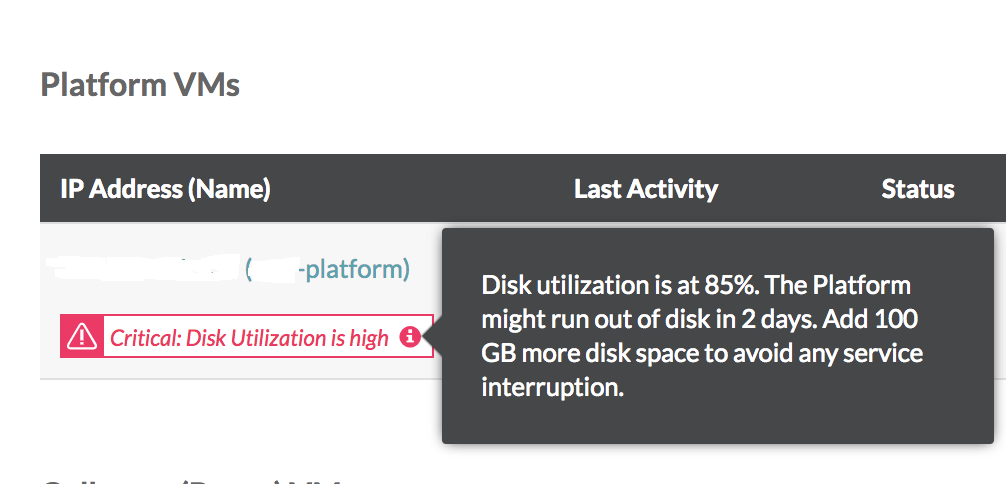 Platform VMs
IP Address (Name) Last Activity Status
( -platform)
Critical: Disk Utilization is high
Disk utilization is at 85%. The Platform
might run out of disk in 2 days. Add 100
GB more disk space to avoid any service
interruption.